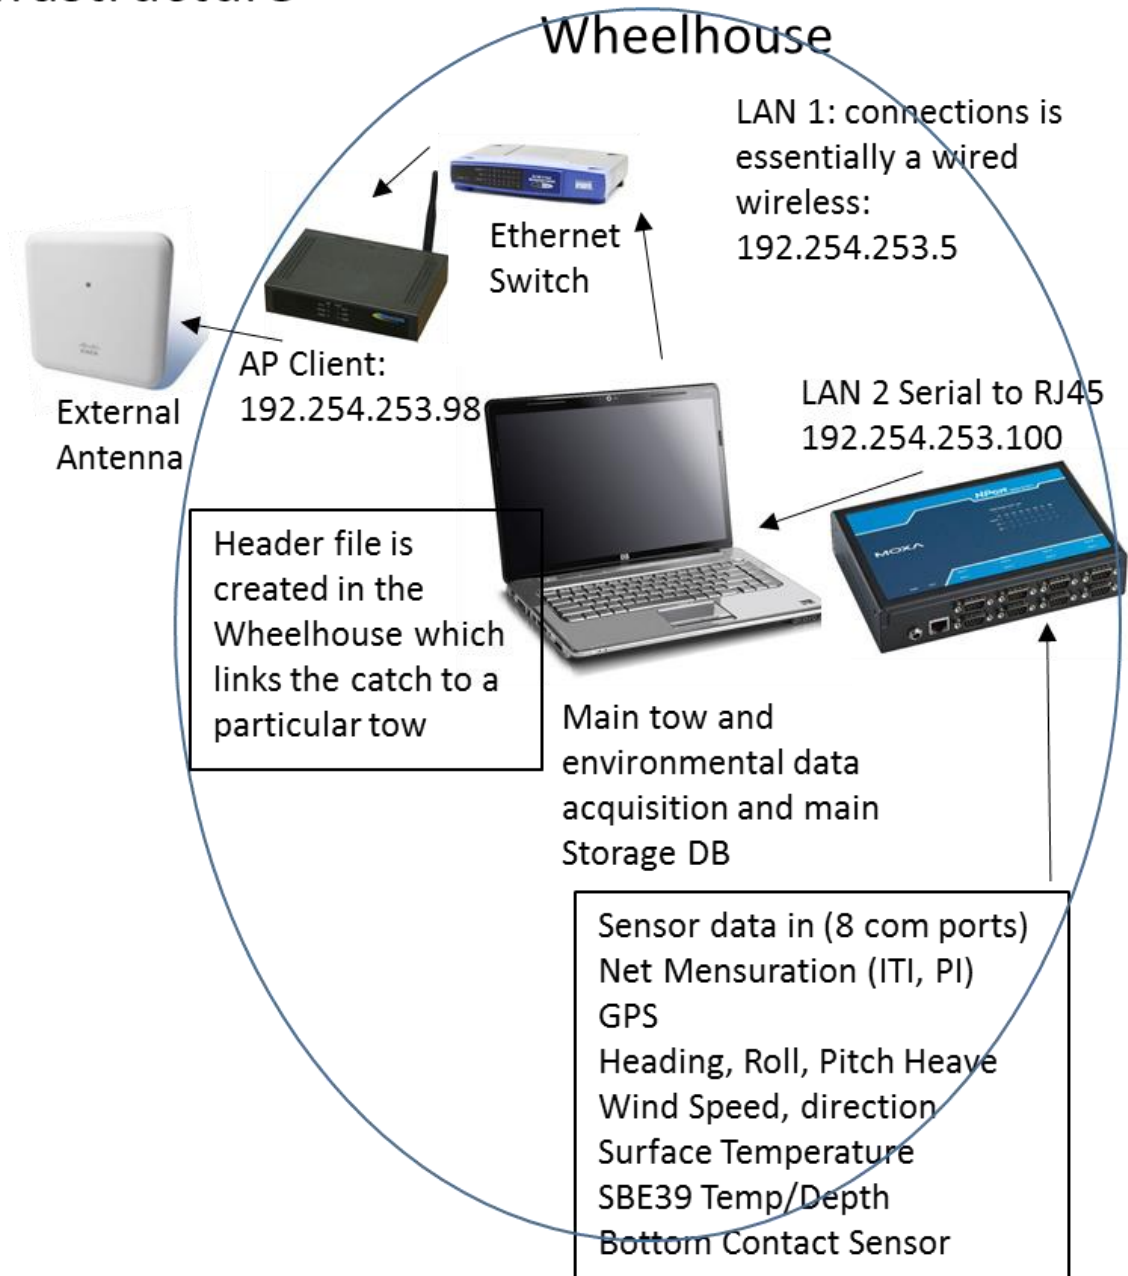 Wheelhouse
LAN 1: connections is
essentially a wired
wireless:
192.254.253.5
Ethernet
Switch
AP Client:
192.254.253.98
External
Antenna
LAN 2 Serial to RJ45
192.254.253.100
NPort
MOXA
Header file is
created in the
Wheelhouse which
links the catch to a
particular tow
Main tow and
environmental data
acquisition and main
Storage DB
Sensor data in (8 com ports)
Net Mensuration (ITI, PI)
GPS
Heading, Roll, Pitch Heave
Wind Speed, direction
Surface Temperature
SBE39 Temp/Depth
Bottom Contact Sensor